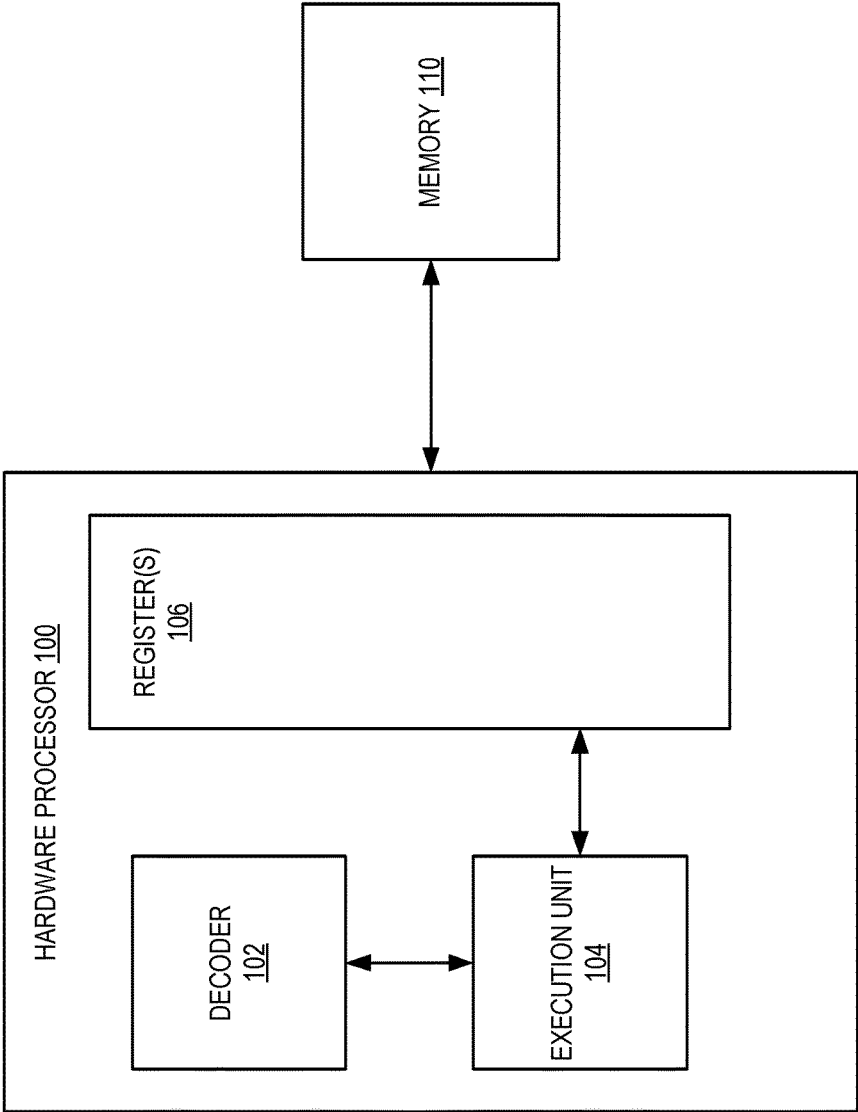 HARDWARE PROCESSOR 100
DECODER
102
EXECUTION UNIT
104
REGISTER(S)
106
MEMORY 110